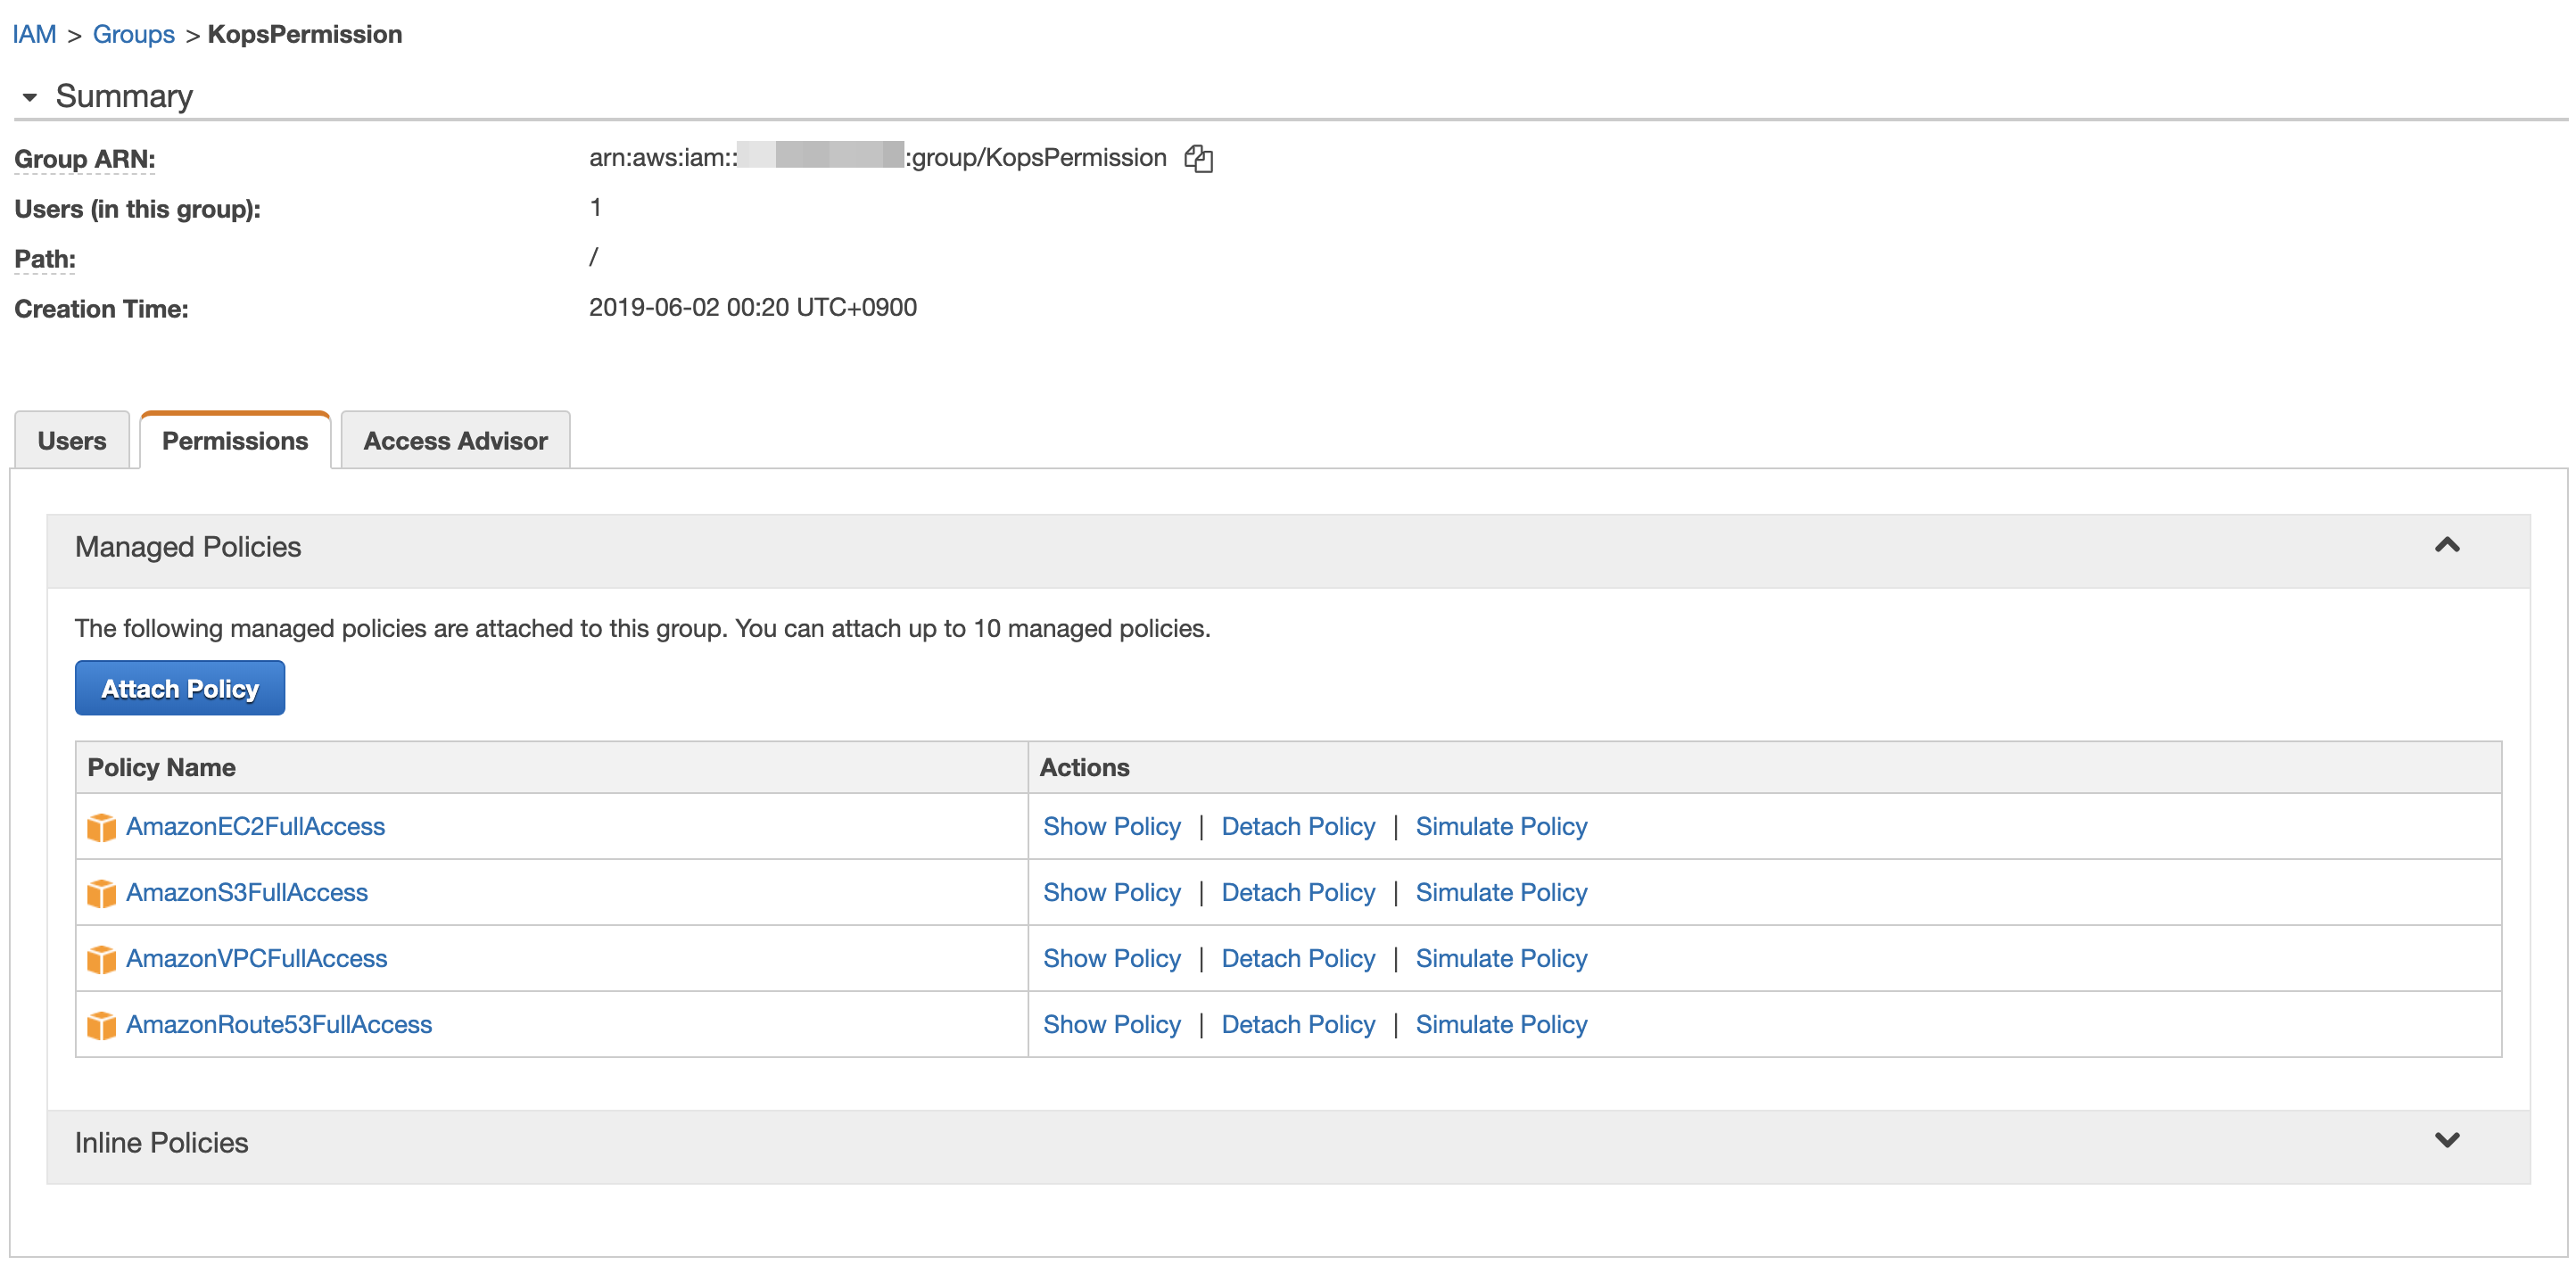 IAM > Groups > KopsPermission
Summary
Group ARN: arn:aws:iam:: :group/KopsPermission
Users (in this group): 1
Path: /
Creation Time: 2019-06-02 00:20 UTC+0900
Users Permissions Access Advisor
Managed Policies
The following managed policies are attached to this group. You can attach up to 10 managed policies.
Attach Policy
Policy Name Actions
AmazonEC2FullAccess Show Policy | Detach Policy | Simulate Policy
AmazonS3FullAccess Show Policy | Detach Policy | Simulate Policy
AmazonVPCFullAccess Show Policy | Detach Policy | Simulate Policy
AmazonRoute53FullAccess Show Policy | Detach Policy | Simulate Policy
Inline Policies